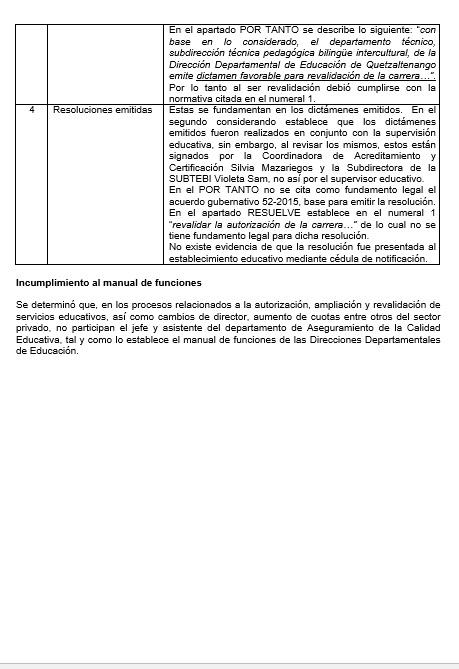 En el apartado POR TANTO se describe lo siguiente: "con
base en lo considerado, el departamento técnico,
subdirección técnica pedagógica bilingüe intercultural, de la
Dirección Departamental de Educación de Quetzaltenango
emite dictamen favorable para revalidación de la carrera…".
Por lo tanto al ser revalidación debió cumplirse con la
normativa citada en el numeral 1.
4 Resoluciones emitidas Estas se fundamentan en los dictámenes emitidos. En el
segundo considerando establece que los dictámenes
emitidos fueron realizados en conjunto con la supervisión
educativa, sin embargo, al revisar los mismos, estos están
signados por la Coordinadora de Acreditamiento y
Certificación Silvia Mazariegos y la Subdirectora de la
SUBTEBI Violeta Sam, no así por el supervisor educativo.
En el POR TANTO no se cita como fundamento legal el
acuerdo gubernativo 52-2015, base para emitir la resolución.
En el apartado RESUELVE establece en el numeral 1
"revalidar la autorización de la carrera…" de lo cual no se
tiene fundamento legal para dicha resolución.
No existe evidencia de que la resolución fue presentada al
establecimiento educativo mediante cédula de notificación.
Incumplimiento al manual de funciones
Se determinó que, en los procesos relacionados a la autorización, ampliación y revalidación de
servicios educativos, así como cambios de director, aumento de cuotas entre otros del sector
privado, no participan el jefe y asistente del departamento de Aseguramiento de la Calidad
Educativa, tal y como lo establece el manual de funciones de las Direcciones Departamentales
de Educación.